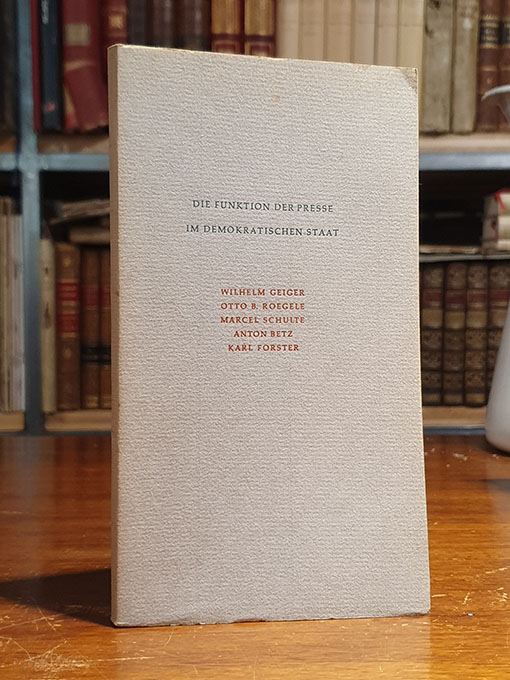 DIE FUNKTION DER PRESSE
IM DEMOKRATISCHEN STAAT
WILHELM GEIGER
OTTO B. ROEGELE
MARCEL SCHULTE
ANTON BETZ
KARL FORSTER